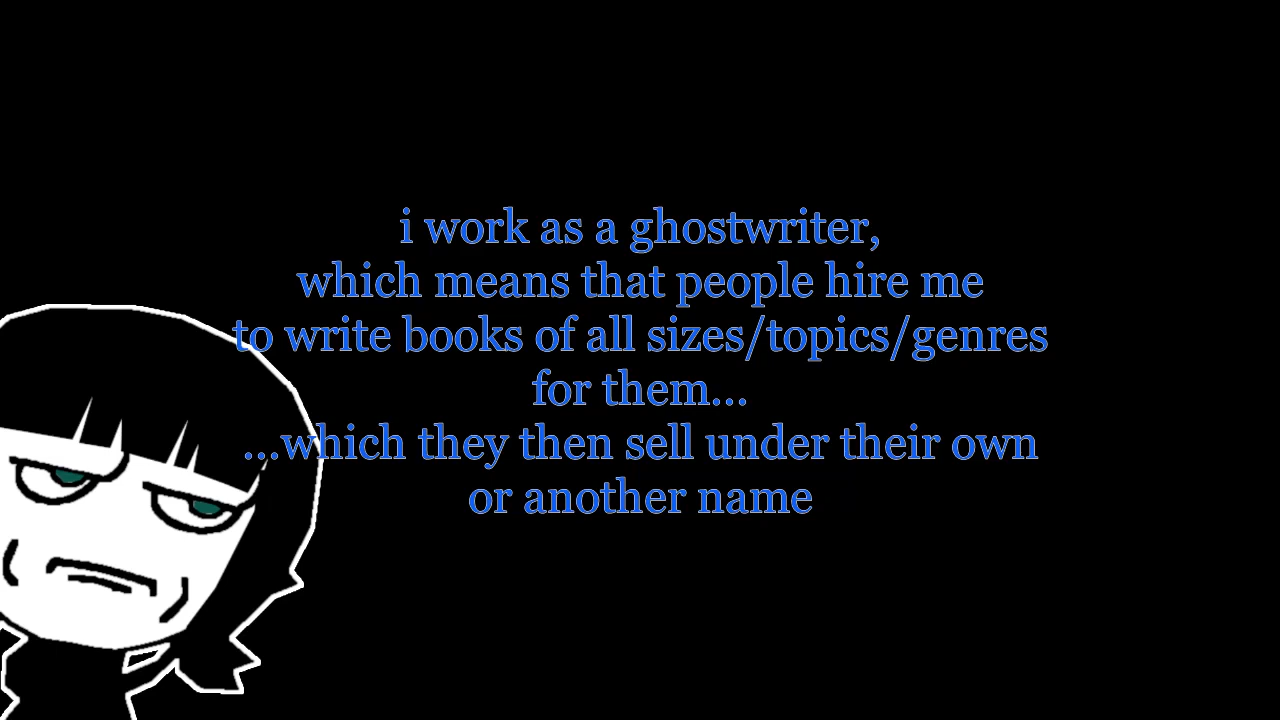 i work as a ghostwriter,
which means that people hire me
to write books of all sizes/topics/genres
for them...
...which they then sell under their own
or another name